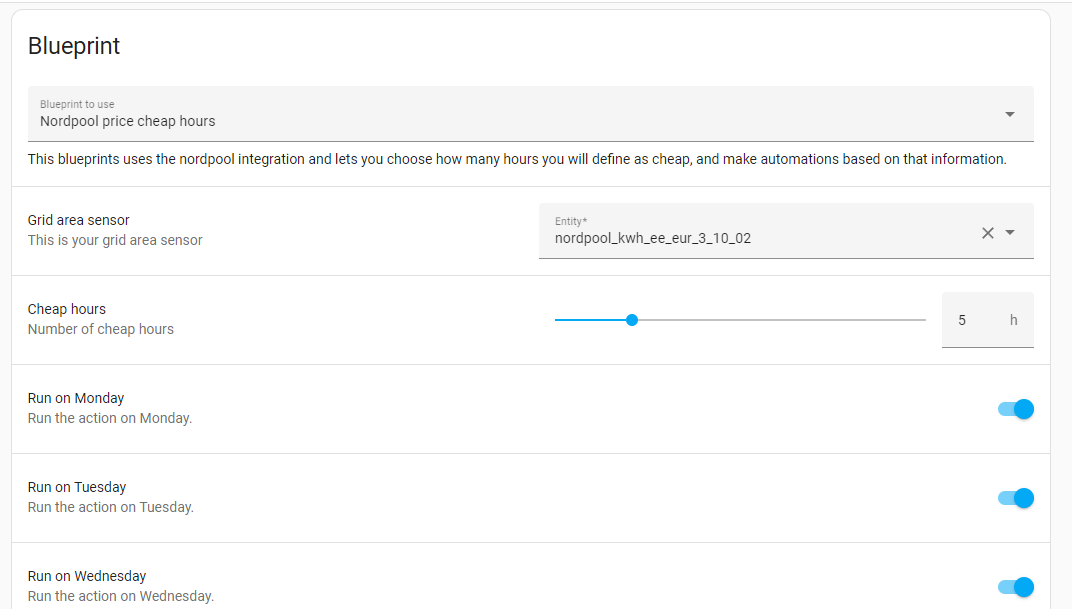 Blueprint
Blueprint to use
Nordpool price cheap hours
This blueprints uses the nordpool integration and lets you choose how many hours you will define as cheap, and make automations based on that information.
Grid area sensor
This is your grid area sensor
Entity*
nordpool_kwh_ee_eur_3_10_02
Cheap hours
Number of cheap hours
5 h
Run on Monday
Run the action on Monday.
Run on Tuesday
Run the action on Tuesday.
Run on Wednesday
Run the action on Wednesday.